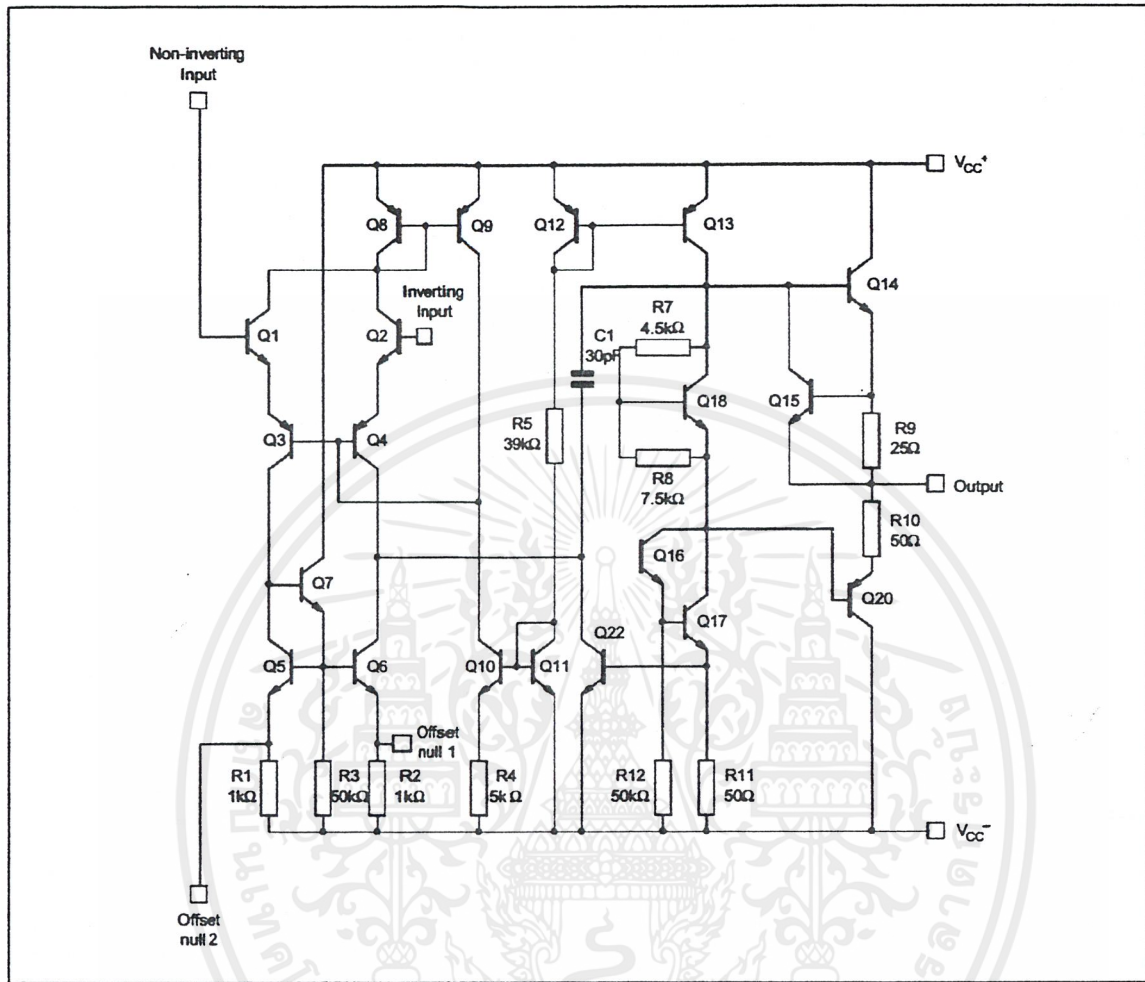 Non-inverting
Input
VCC+
Q8
Q9
Q12
Q13
Q14
Inverting
Input
Q1
Q2
R7
4.5kΩ
C1
30pF
Q18
Q15
R5
39kΩ
R9
25Ω
Q3
Q4
R8
7.5kΩ
Output
R10
50Ω
Q16
Q7
Q20
Q17
Q22
Q5
Q6
Q10
Q11
Offset
null 1
R1
1kΩ
R3
50kΩ
R2
1kΩ
R4
5k Ω
R12
50kΩ
R11
50Ω
VCC−
Offset
null 2